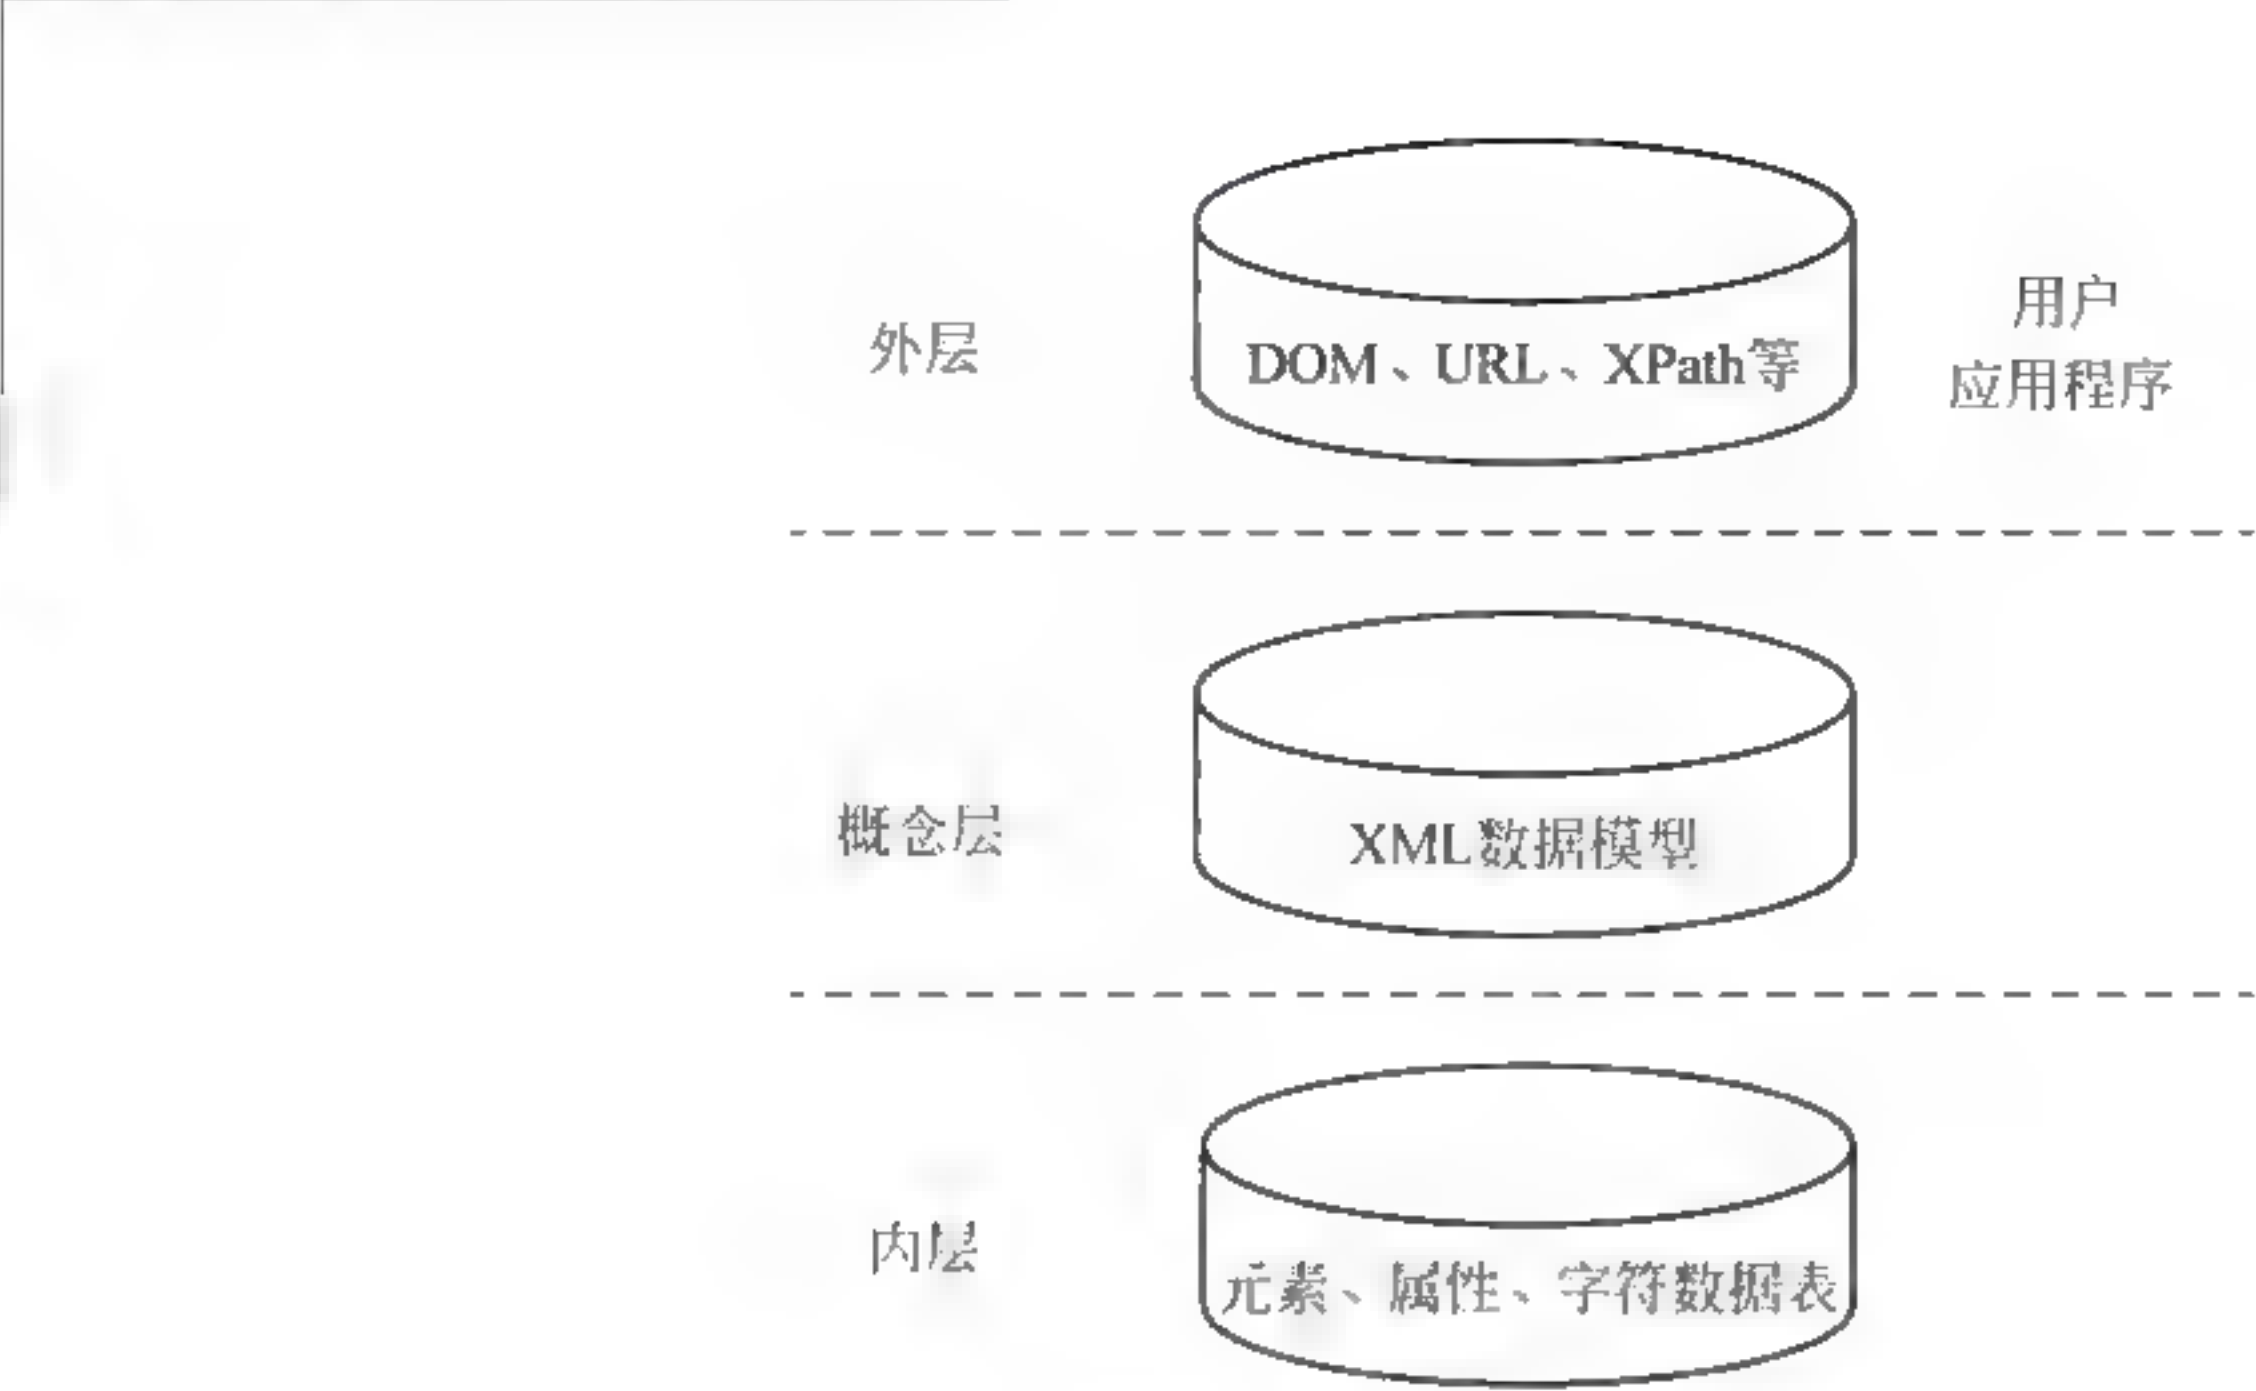 外层
DOM、URL、XPath等
用户
应用程序
概念层
XML数据模型
内层
元素、属性、字符数据表